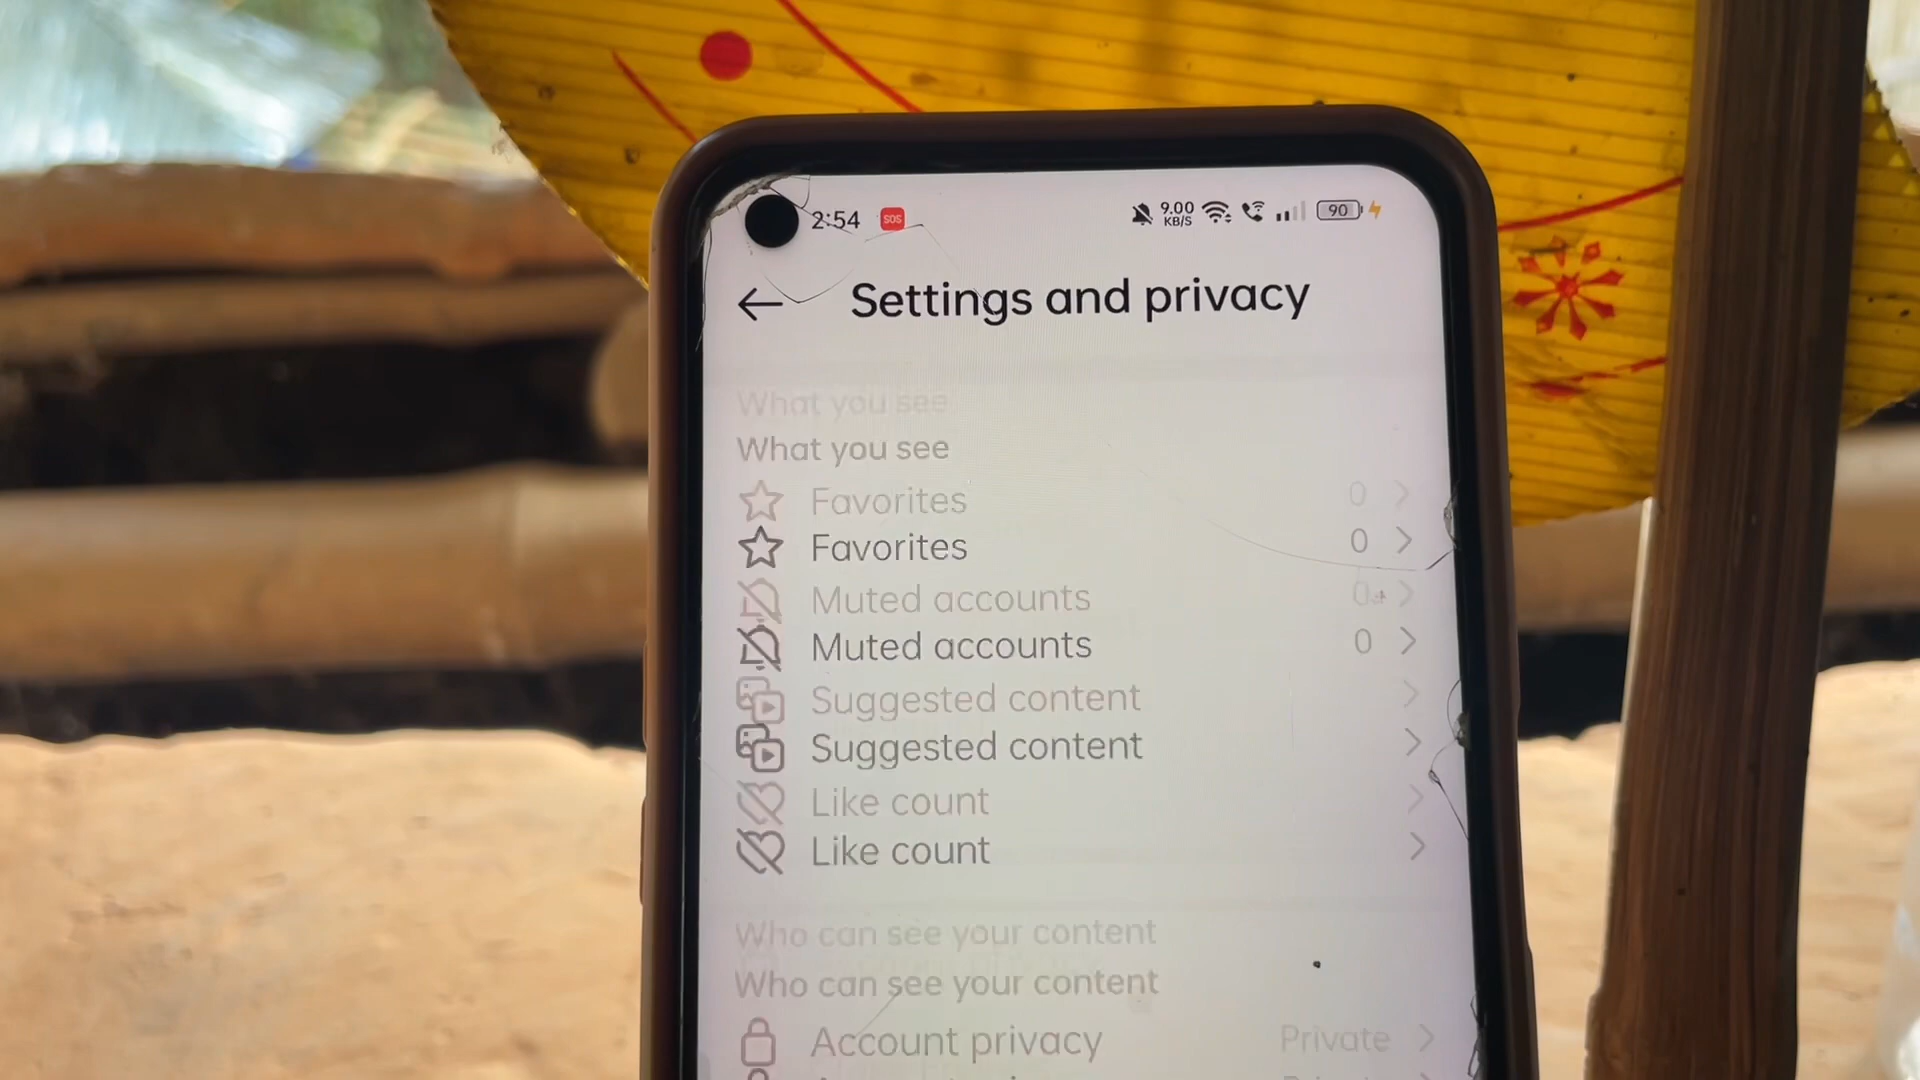 2:54 SOS 9.00 KB/S 90
Settings and privacy
What you see
What you see
Favorites 0
Favorites 0
Muted accounts 0
Muted accounts 0
Suggested content
Suggested content
Like count
Like count
Who can see your content
Who can see your content
Account privacy Private